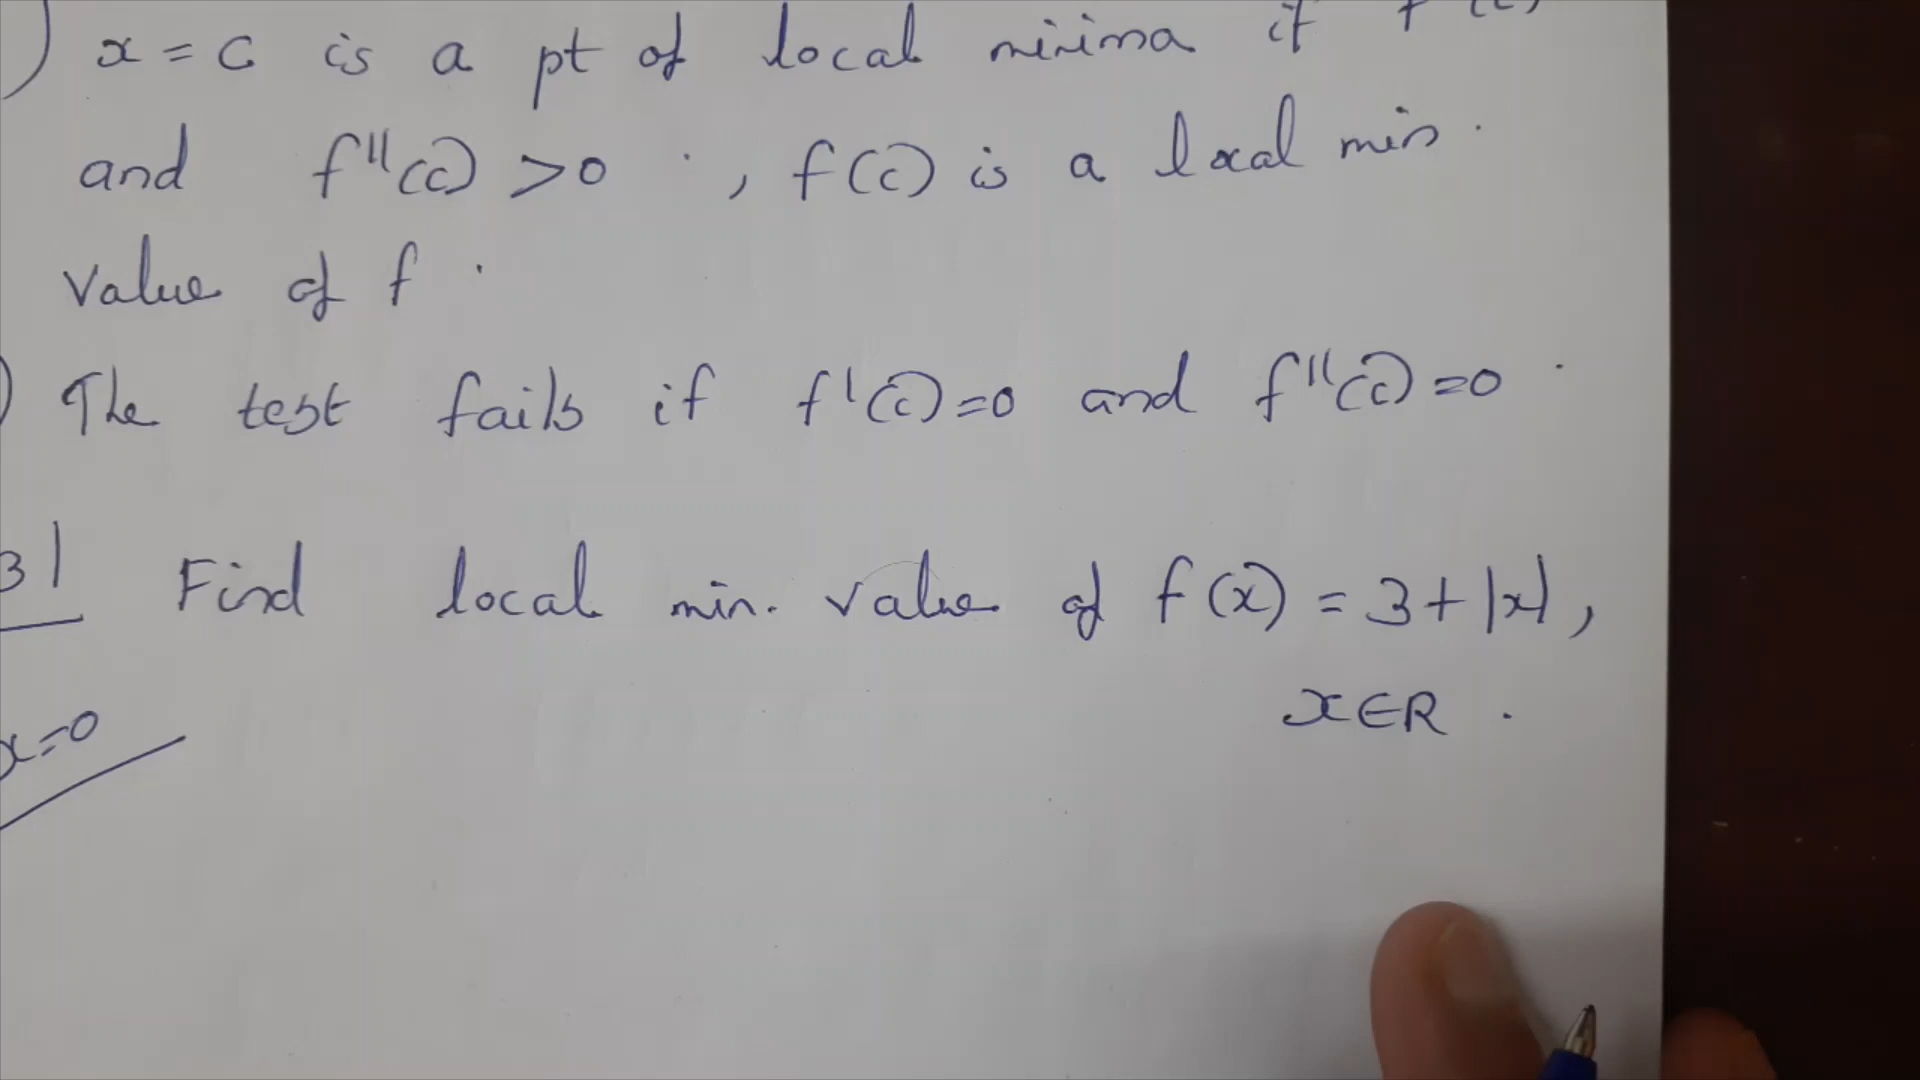 ) x = c is a pt of local minima if
and f"(c) >0 ., f(c) is a local min.
Value of f.
) The test fails if f'(c)=0 and f"(c)=0.
3| Find local min. value of f(x) = 3+|x|,
x∈R.
x=0